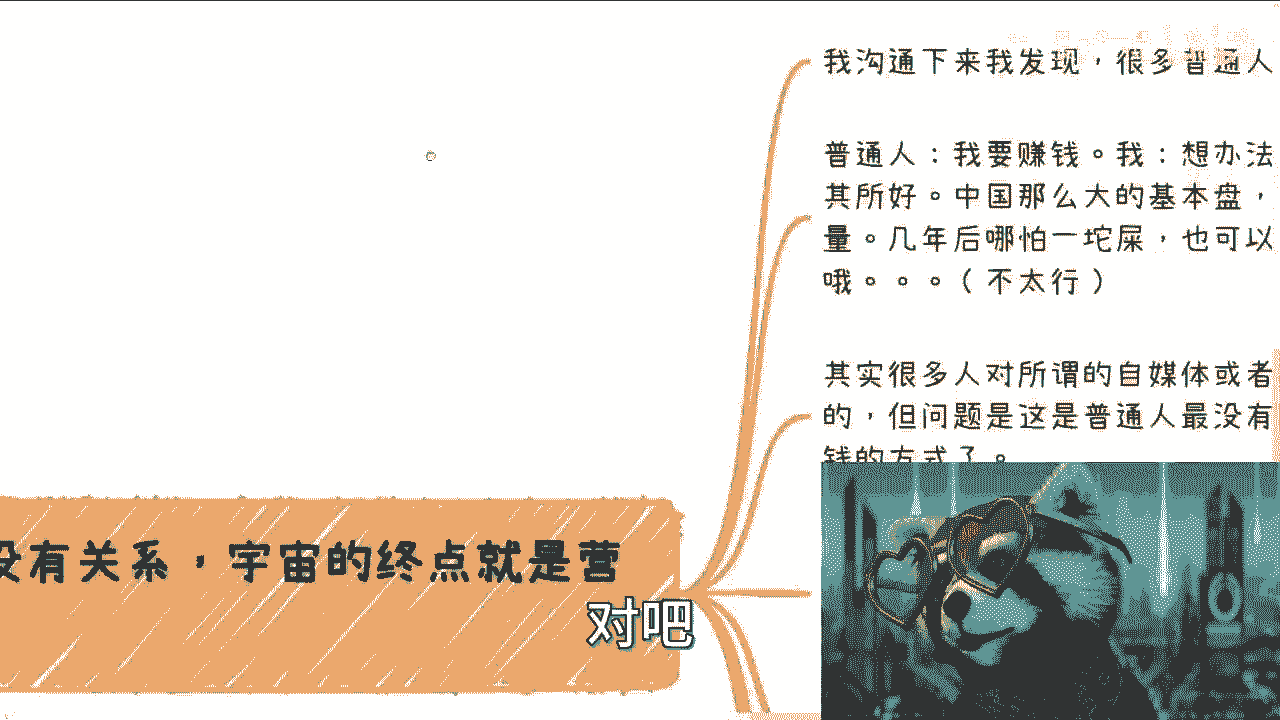 我沟通下来我发现，很多普通人
普通人：我要赚钱。我：想办法
其所好。中国那么大的基本盘，
量。几年后哪怕一坨屎，也可以
哦。。。（不太行）
其实很多人对所谓的自媒体或者
的，但问题是这是普通人最没有
钱的方式了。
没有关系，宇宙的终点就是营
对吧